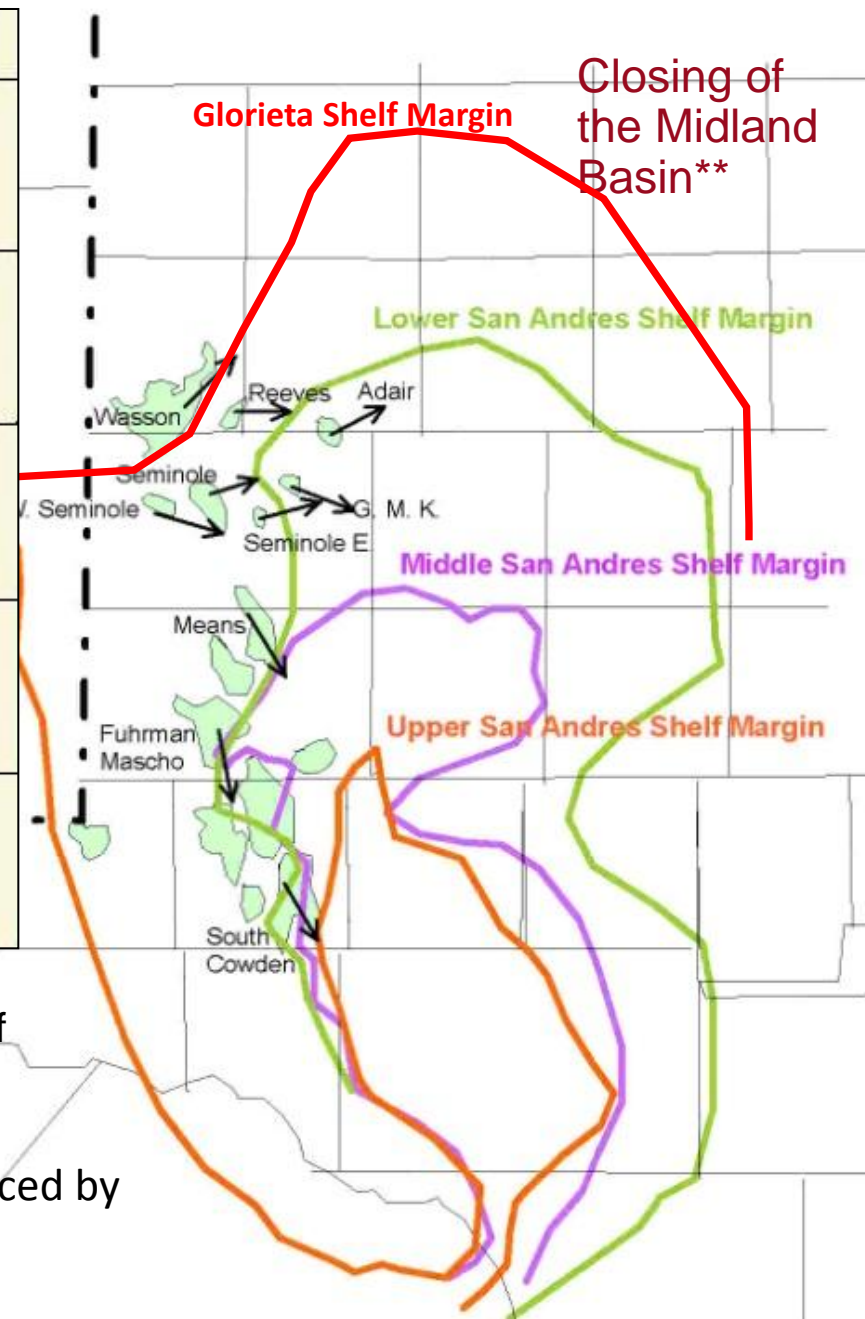 Closing of
the Midland
Basin**
Glorieta Shelf Margin
Lower San Andres Shelf Margin
Reeves
Adair
Wasson
Seminole
. Seminole
G. M. K.
Seminole E
Middle San Andres Shelf Margin
Means
Upper San Andres Shelf Margin
Fuhrman
Mascho
South
Cowden
f
ced by